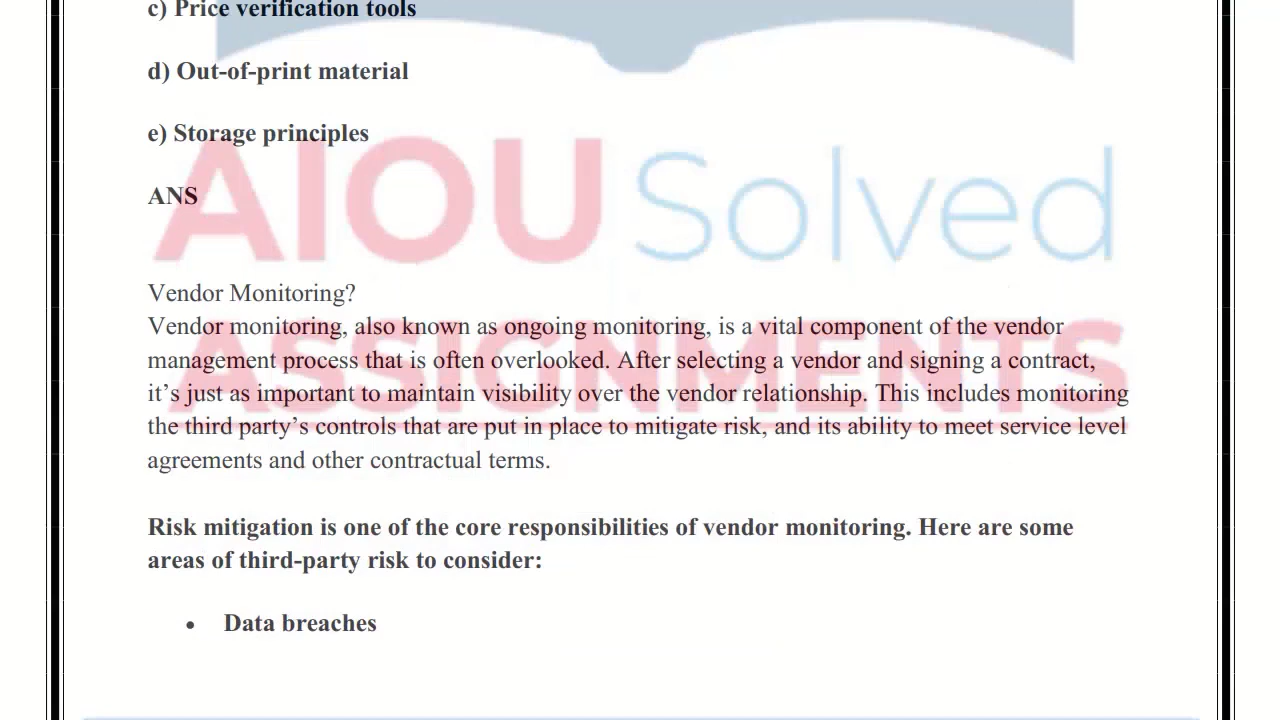 c) Price verification tools
d) Out-of-print material
e) Storage principles
ANS
AIOU Solved
Vendor Monitoring?
Vendor monitoring, also known as ongoing monitoring, is a vital component of the vendor
management process that is often overlooked. After selecting a vendor and signing a contract,
it’s just as important to maintain visibility over the vendor relationship. This includes monitoring
ASSIGNMENTS
the third party’s controls that are put in place to mitigate risk, and its ability to meet service level
agreements and other contractual terms.
Risk mitigation is one of the core responsibilities of vendor monitoring. Here are some
areas of third-party risk to consider:
• Data breaches